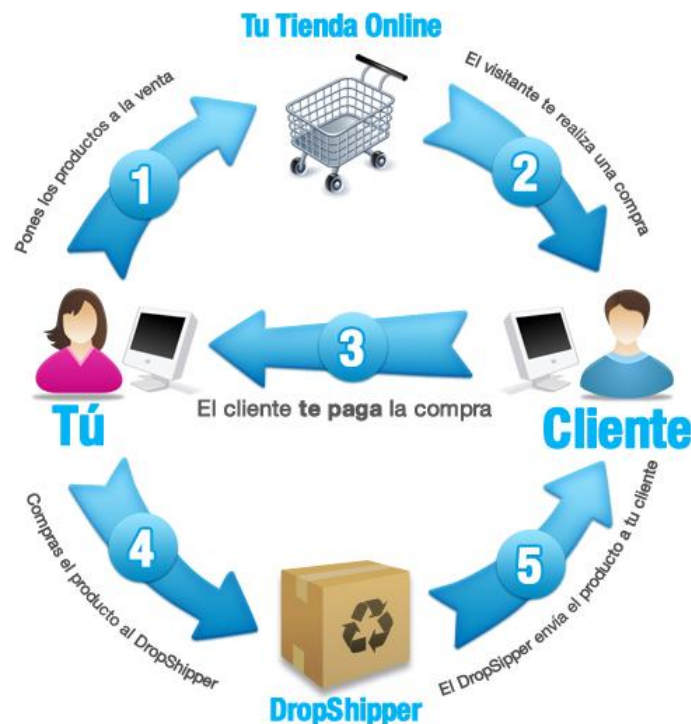 Tu Tienda Online
Pones los productos a la venta
1
El visitante te realiza una compra
2
3
El cliente te paga la compra
Tú
Cliente
Compras el producto al DropShipper
4
5
El DropSipper envía el producto a tu cliente
DropShipper